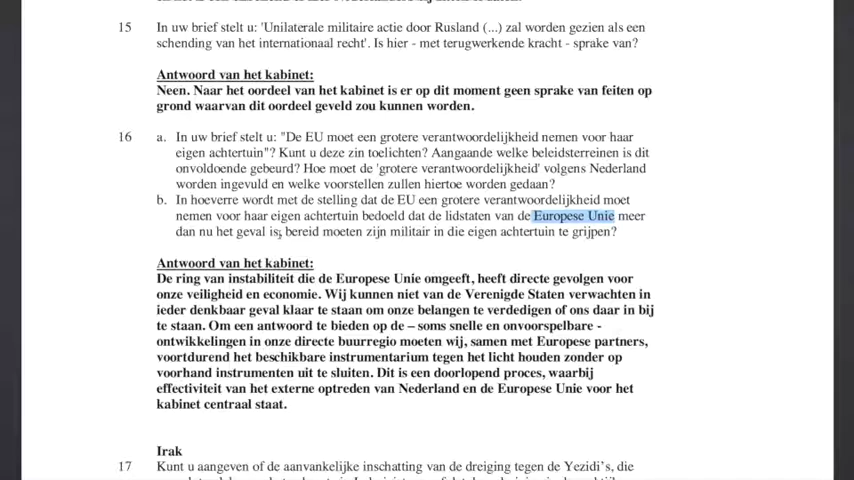 15 In uw brief stelt u: 'Unilaterale militaire actie door Rusland (...) zal worden gezien als een
schending van het internationaal recht'. Is hier - met terugwerkende kracht - sprake van?
Antwoord van het kabinet:
Neen. Naar het oordeel van het kabinet is er op dit moment geen sprake van feiten op
grond waarvan dit oordeel geveld zou kunnen worden.
16 a. In uw brief stelt u: "De EU moet een grotere verantwoordelijkheid nemen voor haar
eigen achtertuin"? Kunt u deze zin toelichten? Aangaande welke beleidsterreinen is dit
onvoldoende gebeurd? Hoe moet de 'grotere verantwoordelijkheid' volgens Nederland
worden ingevuld en welke voorstellen zullen hiertoe worden gedaan?
b. In hoeverre wordt met de stelling dat de EU een grotere verantwoordelijkheid moet
nemen voor haar eigen achtertuin bedoeld dat de lidstaten van de Europese Unie meer
dan nu het geval is, bereid moeten zijn militair in die eigen achtertuin te grijpen?
Antwoord van het kabinet:
De ring van instabiliteit die de Europese Unie omgeeft, heeft directe gevolgen voor
onze veiligheid en economie. Wij kunnen niet van de Verenigde Staten verwachten in
ieder denkbaar geval klaar te staan om onze belangen te verdedigen of ons daar in bij
te staan. Om een antwoord te bieden op de – soms snelle en onvoorspelbare -
ontwikkelingen in onze directe buurregio moeten wij, samen met Europese partners,
voortdurend het beschikbare instrumentarium tegen het licht houden zonder op
voorhand instrumenten uit te sluiten. Dit is een doorlopend proces, waarbij
effectiviteit van het externe optreden van Nederland en de Europese Unie voor het
kabinet centraal staat.
Irak
17 Kunt u aangeven of de aanvankelijke inschatting van de dreiging tegen de Yezidi's, die